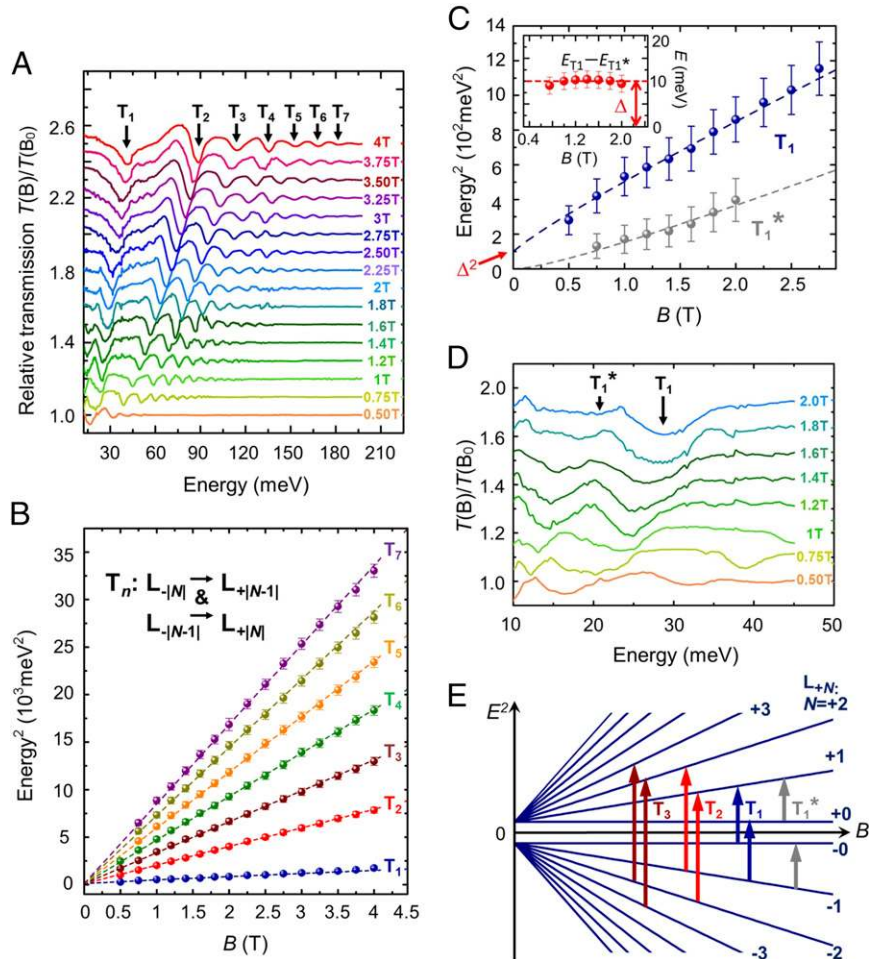 A
Relative transmission T(B)/T(B₀)
2.6
2.2
1.8
1.4
1.0
T₁
T₂
T₃
T₄
T₅
T₆
T₇
4T
3.75T
3.50T
3.25T
3T
2.75T
2.50T
2.25T
2T
1.8T
1.6T
1.4T
1.2T
1T
0.75T
0.50T
30 60 90 120 150 180 210
Energy (meV)
B
Energy² (10³meV²)
35
30
25
20
15
10
5
0
Tₙ: L₋|N| → L₊|N-1|
&
L₋|N-1| → L₊|N|
T₇
T₆
T₅
T₄
T₃
T₂
T₁
0 0.5 1.0 1.5 2.0 2.5 3.0 3.5 4.0 4.5
B (T)
C
Energy² (10²meV²)
14
12
10
8
6
4
2
0
Δ²
E_T1—E_T1*
Δ
20
10
0
E (meV)
0.4 1.2 2.0
B (T)
T₁
T₁*
0 0.5 1.0 1.5 2.0 2.5
B (T)
D
T(B)/T(B₀)
2.0
1.8
1.6
1.4
1.2
1.0
T₁*
T₁
2.0T
1.8T
1.6T
1.4T
1.2T
1T
0.75T
0.50T
10 20 30 40 50
Energy (meV)
E
E²
L₊N:
N=+2
+3
+1
+0
0
B
-0
-1
-2
-3
T₃
T₂
T₁
T₁*